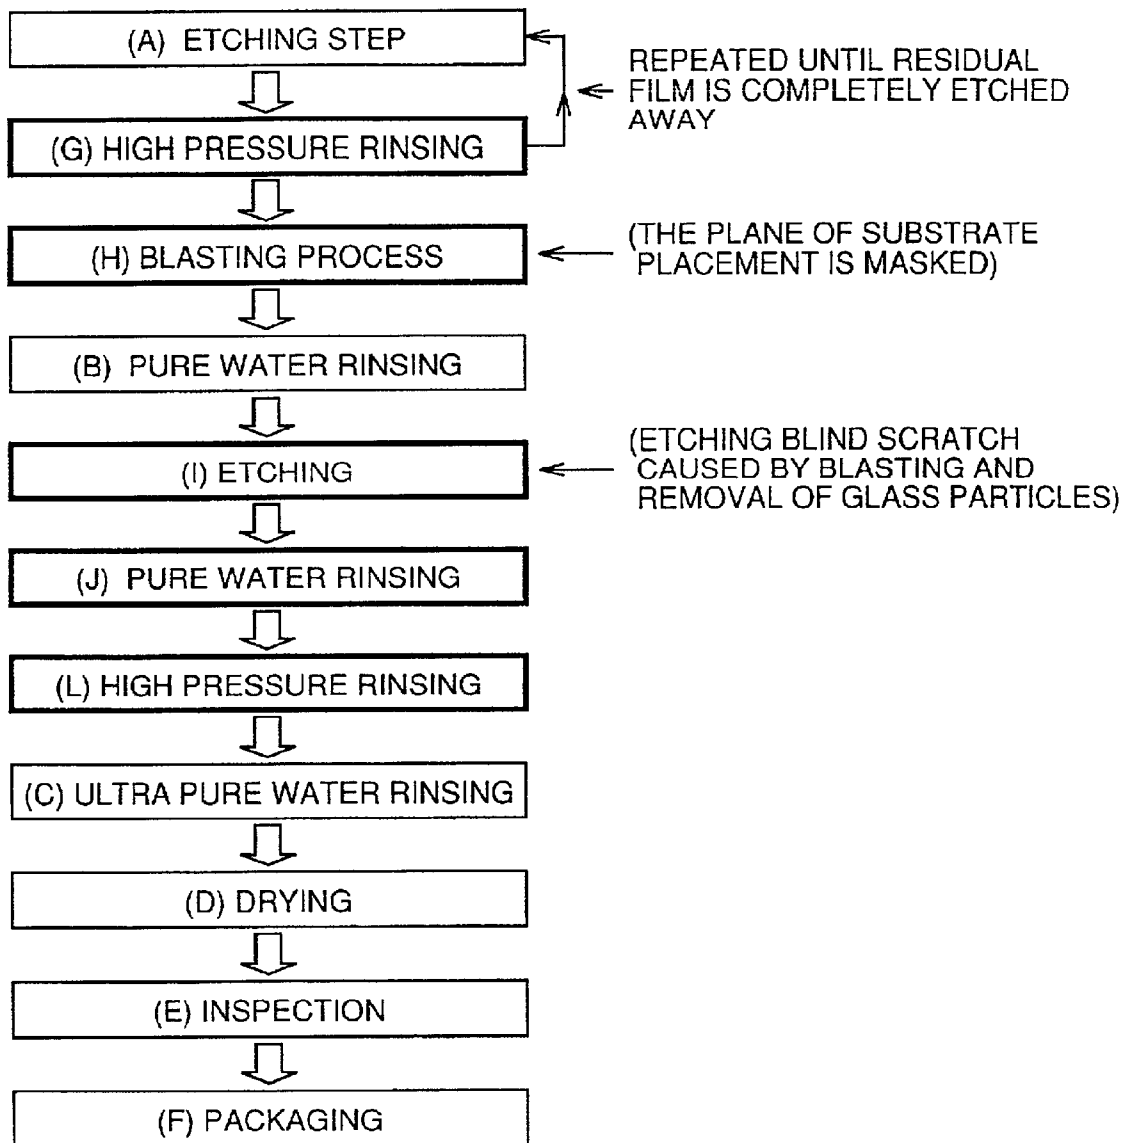 (A) ETCHING STEP
REPEATED UNTIL RESIDUAL
FILM IS COMPLETELY ETCHED
AWAY
(G) HIGH PRESSURE RINSING
(H) BLASTING PROCESS
(THE PLANE OF SUBSTRATE
PLACEMENT IS MASKED)
(B) PURE WATER RINSING
(I) ETCHING
(ETCHING BLIND SCRATCH
CAUSED BY BLASTING AND
REMOVAL OF GLASS PARTICLES)
(J) PURE WATER RINSING
(L) HIGH PRESSURE RINSING
(C) ULTRA PURE WATER RINSING
(D) DRYING
(E) INSPECTION
(F) PACKAGING